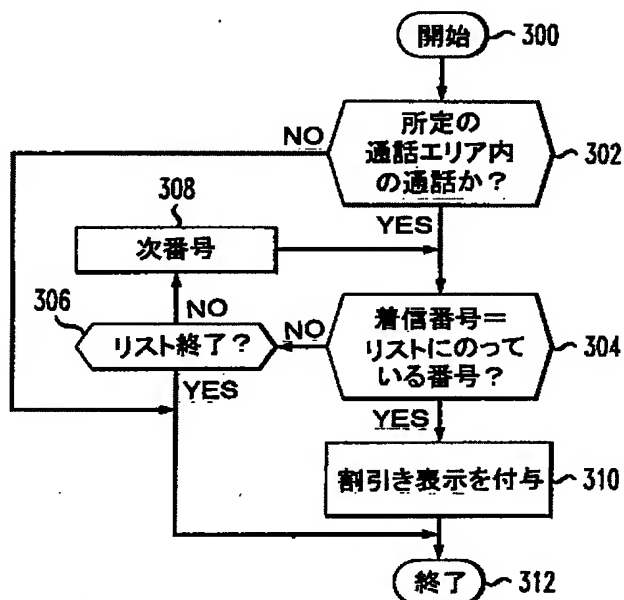 開始
300
所定の
通話エリア内
の通話か？
302
NO
YES
308
次番号
306
NO
リスト終了？
NO
YES
着信番号＝
リストにのって
いる番号？
304
YES
割引き表示を付与
310
終了
312